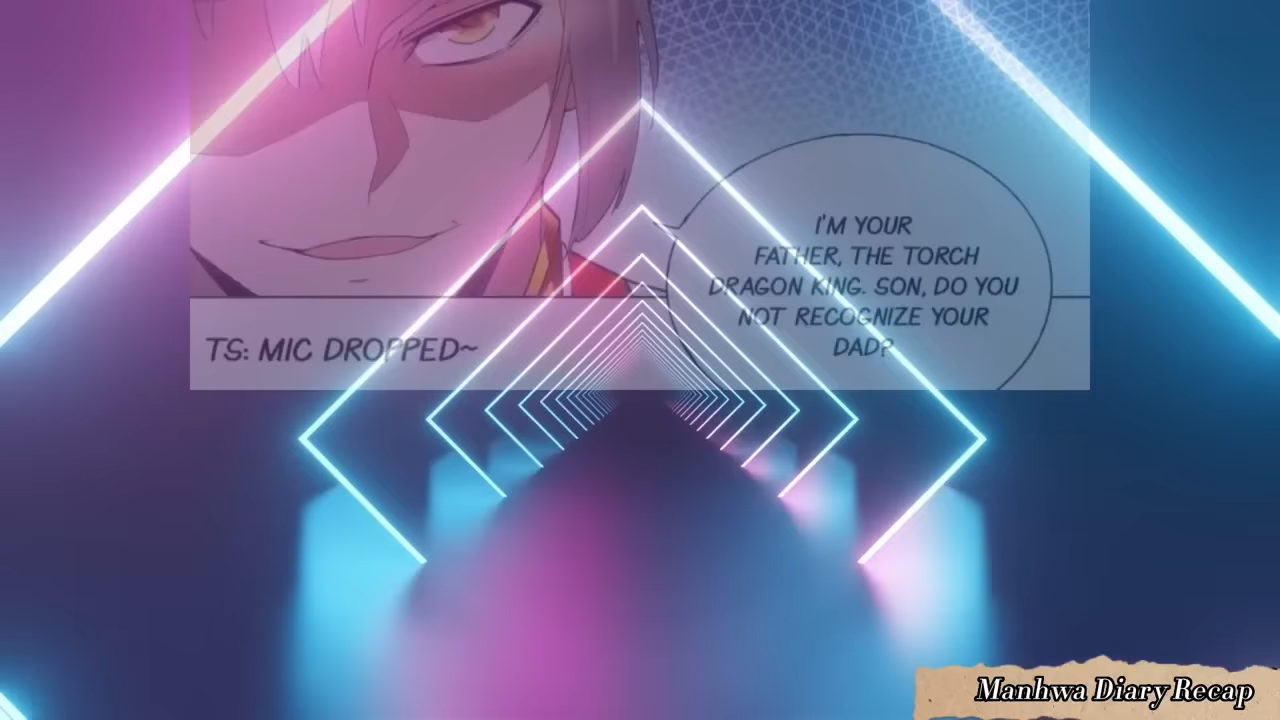 I'M YOUR
FATHER, THE TORCH
DRAGON KING. SON, DO YOU
NOT RECOGNIZE YOUR
DAD?
TS: MIC DROPPED~
Manhwa Diary Recap